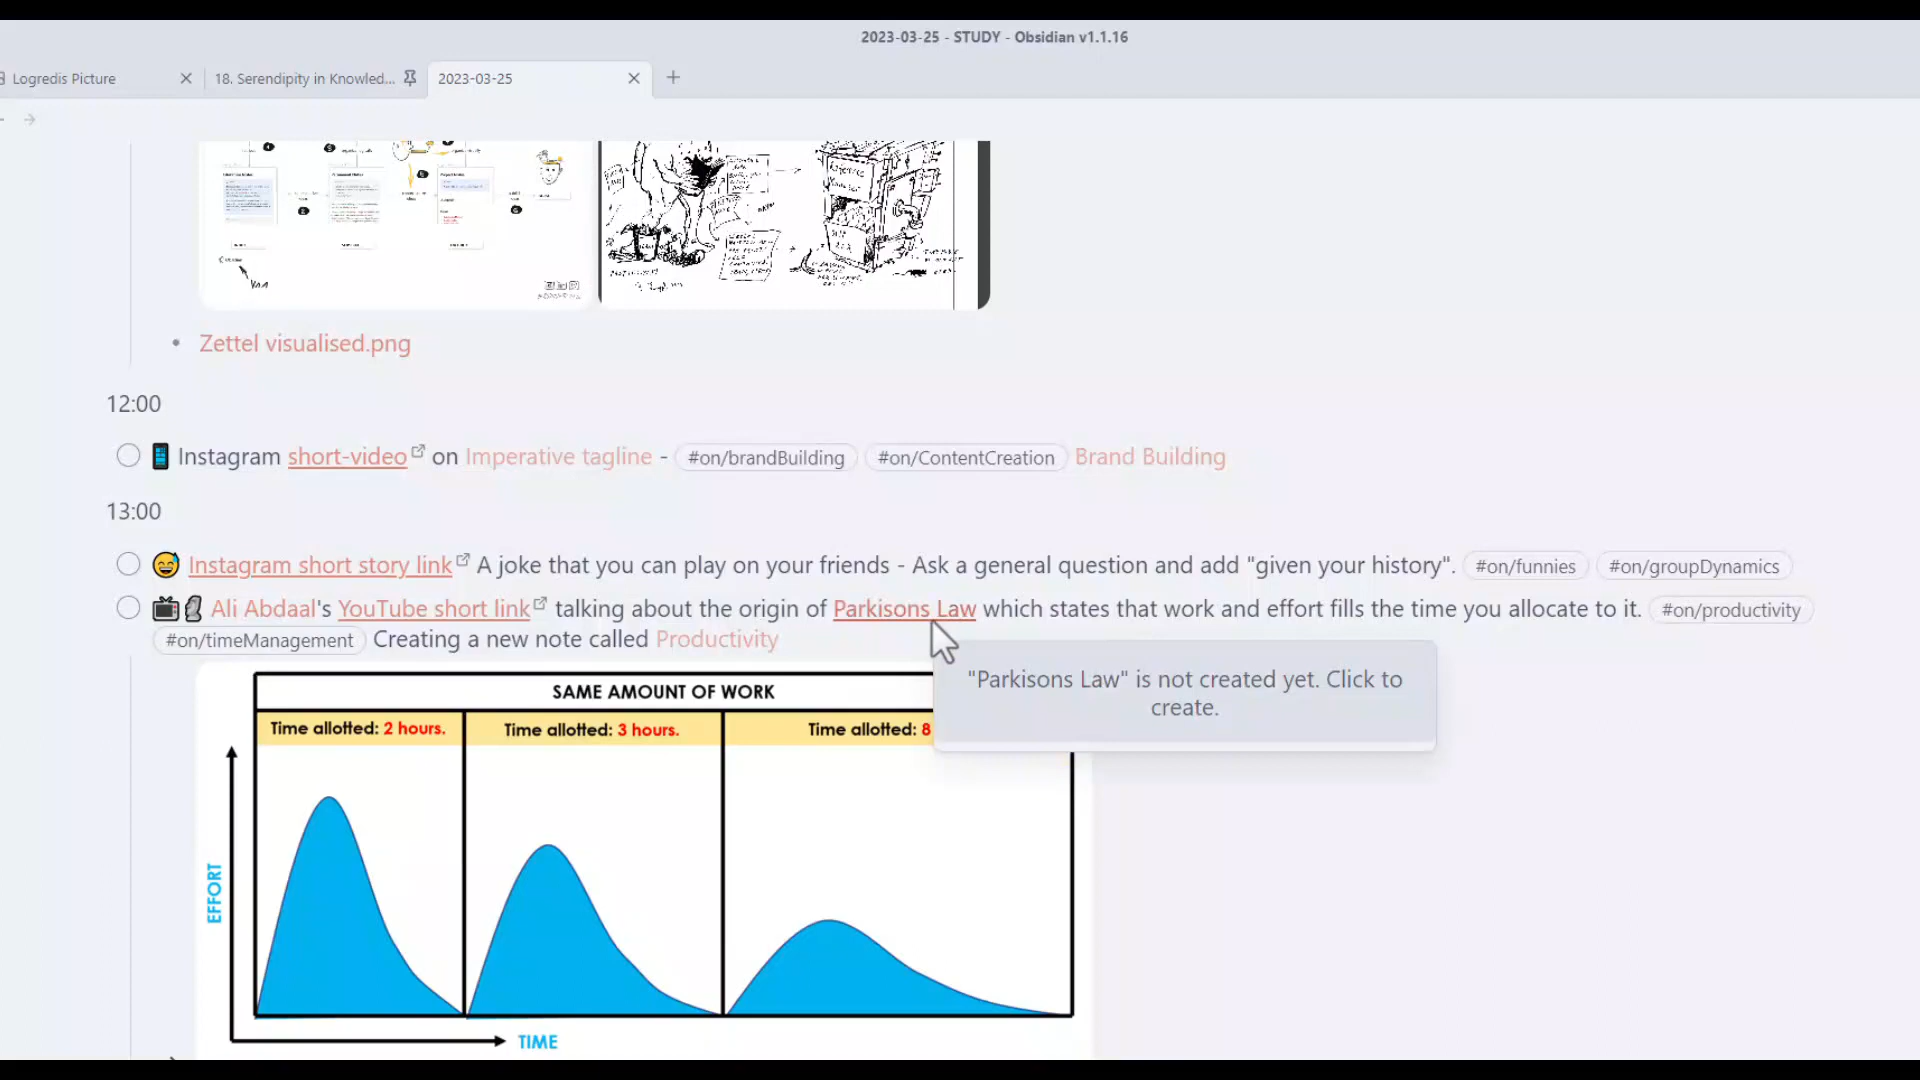 2023-03-25 - STUDY - Obsidian v1.1.16
Logredis Picture
18. Serendipity in Knowled...
2023-03-25
Zettel visualised.png
12:00
Instagram short-video on Imperative tagline - #on/brandBuilding #on/ContentCreation Brand Building
13:00
Instagram short story link A joke that you can play on your friends - Ask a general question and add "given your history". #on/funnies #on/groupDynamics
Ali Abdaal's YouTube short link talking about the origin of Parkisons Law which states that work and effort fills the time you allocate to it. #on/productivity
#on/timeManagement Creating a new note called Productivity
"Parkisons Law" is not created yet. Click to
create.
SAME AMOUNT OF WORK
Time allotted: 2 hours.
Time allotted: 3 hours.
Time allotted: 8
EFFORT
TIME